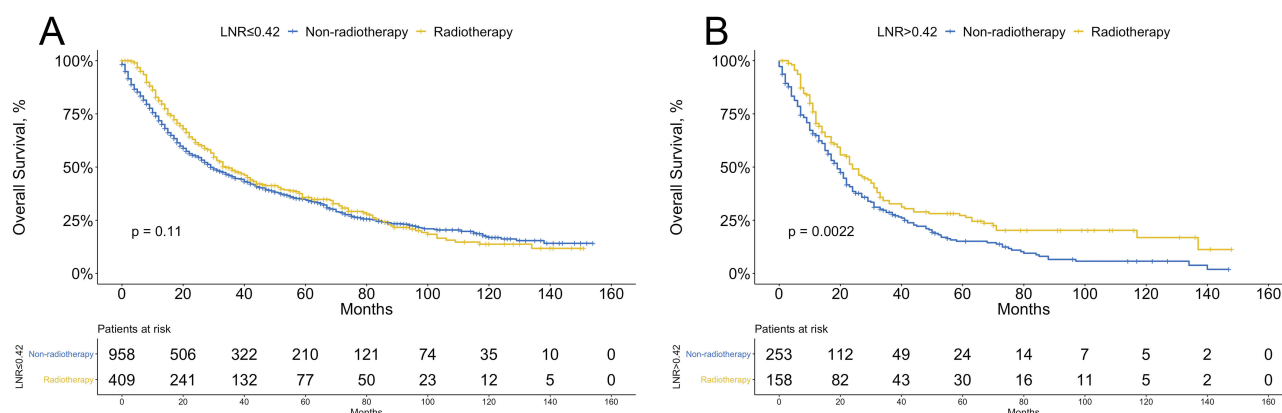 A
LNR≤0.42 Non-radiotherapy Radiotherapy
Overall Survival, %
100%
75%
50%
25%
0%
p = 0.11
0 20 40 60 80 100 120 140 160
Months
Patients at risk
LNR≤0.42
Non-radiotherapy 958 506 322 210 121 74 35 10 0
Radiotherapy 409 241 132 77 50 23 12 5 0
0 20 40 60 80 100 120 140 160
Months
B
LNR>0.42 Non-radiotherapy Radiotherapy
Overall Survival, %
100%
75%
50%
25%
0%
p = 0.0022
0 20 40 60 80 100 120 140 160
Months
Patients at risk
LNR>0.42
Non-radiotherapy 253 112 49 24 14 7 5 2 0
Radiotherapy 158 82 43 30 16 11 5 2 0
0 20 40 60 80 100 120 140 160
Months